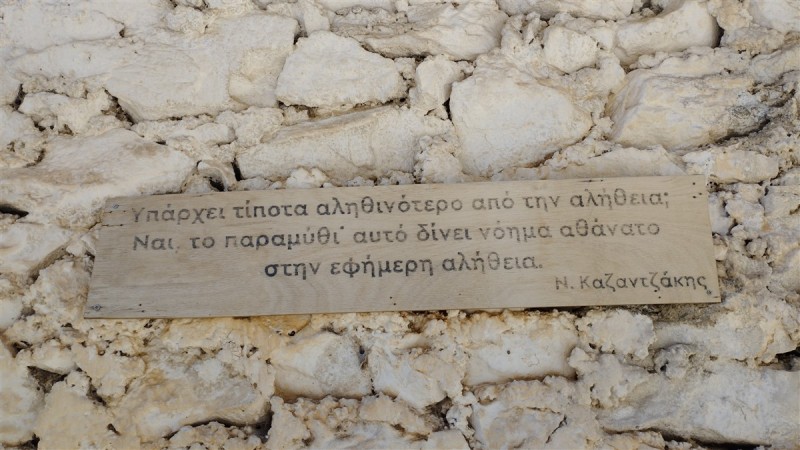 Υπάρχει τίποτα αληθινότερο από την αλήθεια;
Ναι, το παραμύθι· αυτό δίνει νόημα αθάνατο
στην εφήμερη αλήθεια.
Ν. Καζαντζάκης